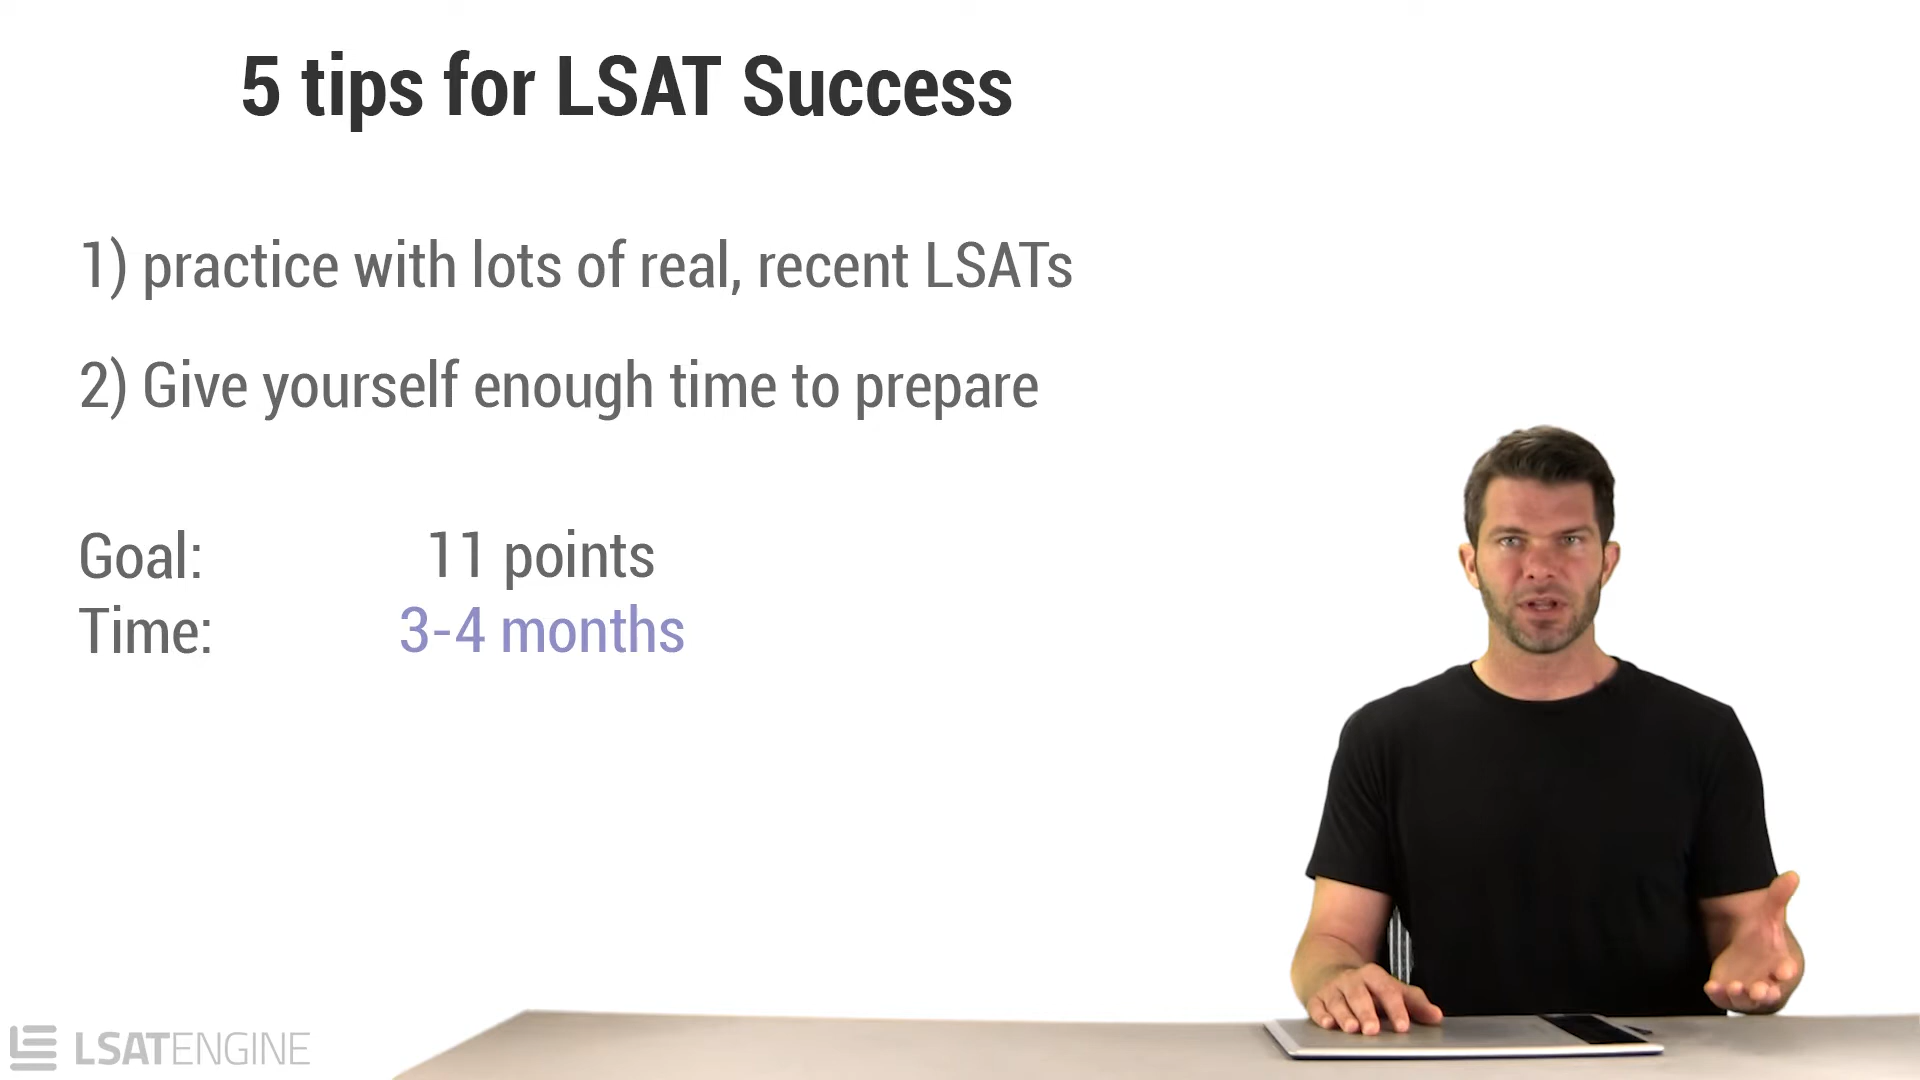 5 tips for LSAT Success
1) practice with lots of real, recent LSATs
2) Give yourself enough time to prepare
Goal: 11 points
Time: 3-4 months
LSATENGINE